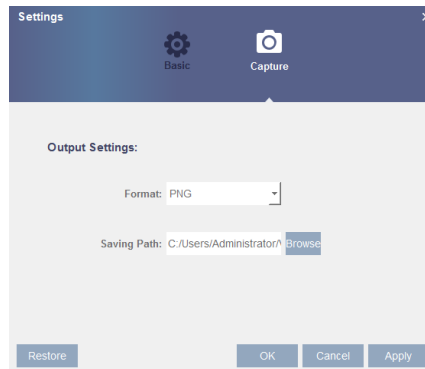 Settings
Basic
Capture
Output Settings:
Format: PNG
Saving Path: C:/Users/Administrator/ Browse
Restore
OK Cancel Apply